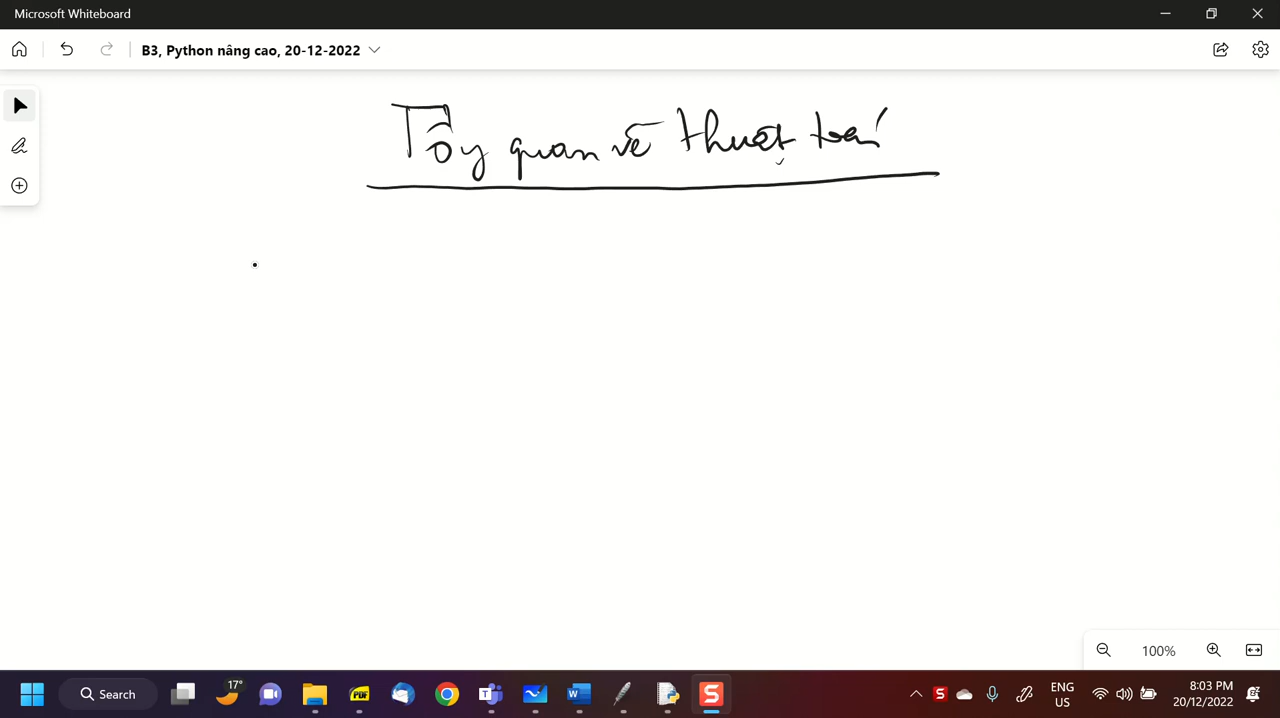 Microsoft Whiteboard
B3, Python nâng cao, 20-12-2022
Tổng quan về thuật toán
100%
17°
Search
ENG
US
8:03 PM
20/12/2022